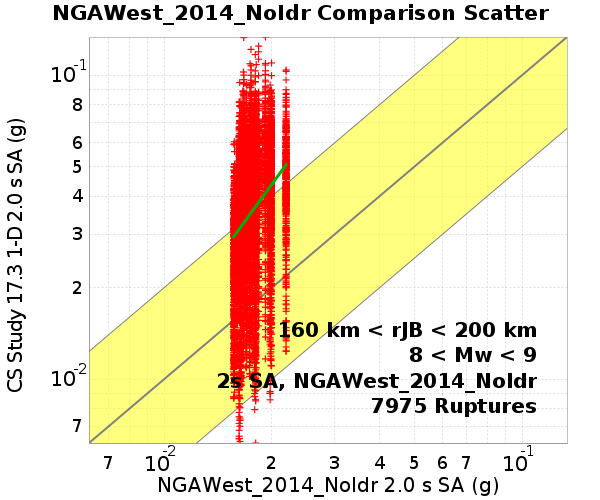 NGAWest_2014_NoIdr Comparison Scatter
CS Study 17.3 1-D 2.0 s SA (g)
10-1
8
6
5
4
3
2
10-2
7
160 km < rJB < 200 km
8 < Mw < 9
2s SA, NGAWest_2014_NoIdr
7975 Ruptures
7 10-2 2 3 4 5 6 7 10-1
NGAWest_2014_NoIdr 2.0 s SA (g)